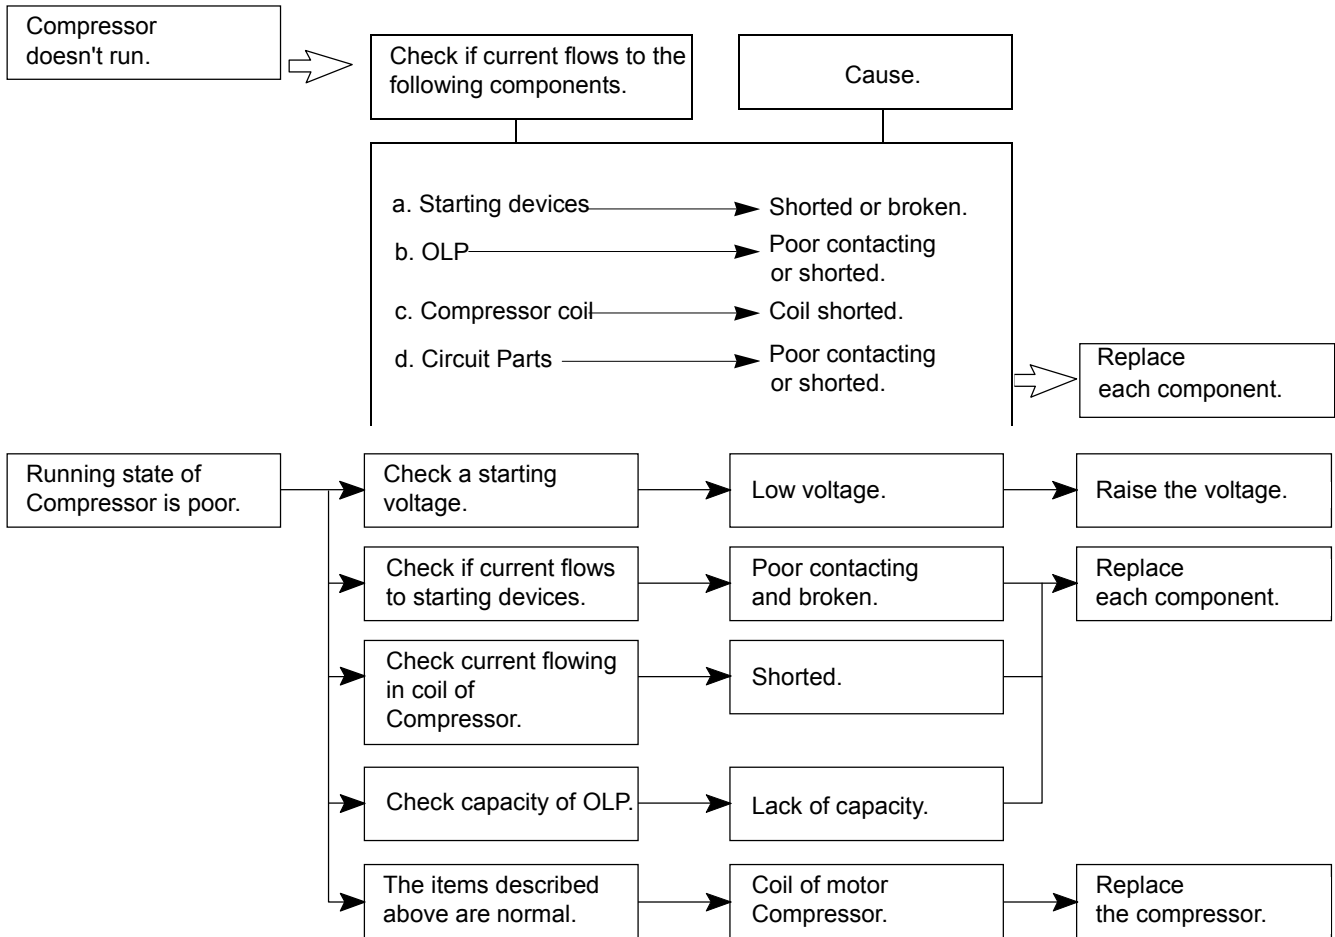 Compressor
doesn't run.
Check if current flows to the
following components.
Cause.
a. Starting devices
Shorted or broken.
b. OLP
Poor contacting
or shorted.
c. Compressor coil
Coil shorted.
d. Circuit Parts
Poor contacting
or shorted.
Replace
each component.
Running state of
Compressor is poor.
Check a starting
voltage.
Low voltage.
Raise the voltage.
Check if current flows
to starting devices.
Poor contacting
and broken.
Replace
each component.
Check current flowing
in coil of
Compressor.
Shorted.
Check capacity of OLP.
Lack of capacity.
The items described
above are normal.
Coil of motor
Compressor.
Replace
the compressor.